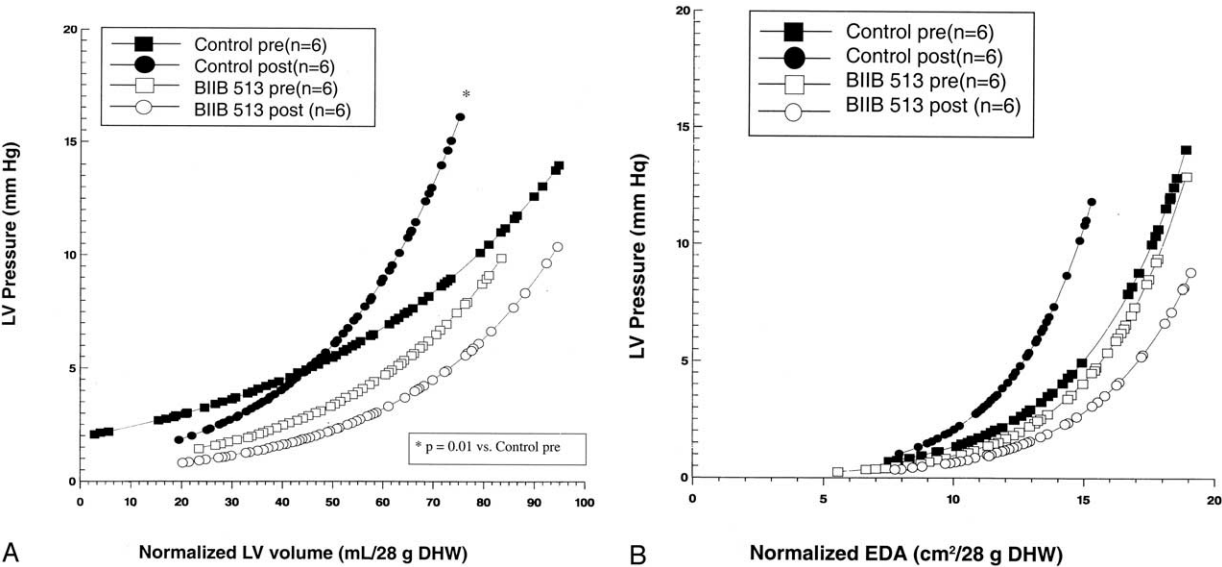 20
15
10
5
0
0
10
20
30
40
50
60
70
80
90
100
LV Pressure (mm Hg)
Control pre(n=6)
Control post(n=6)
BIIB 513 pre(n=6)
BIIB 513 post (n=6)
*
* p = 0.01 vs. Control pre
A
Normalized LV volume (mL/28 g DHW)
20
15
10
5
0
0
5
10
15
20
LV Pressure (mm Hq)
Control pre(n=6)
Control post(n=6)
BIIB 513 pre(n=6)
BIIB 513 post (n=6)
B
Normalized EDA (cm²/28 g DHW)